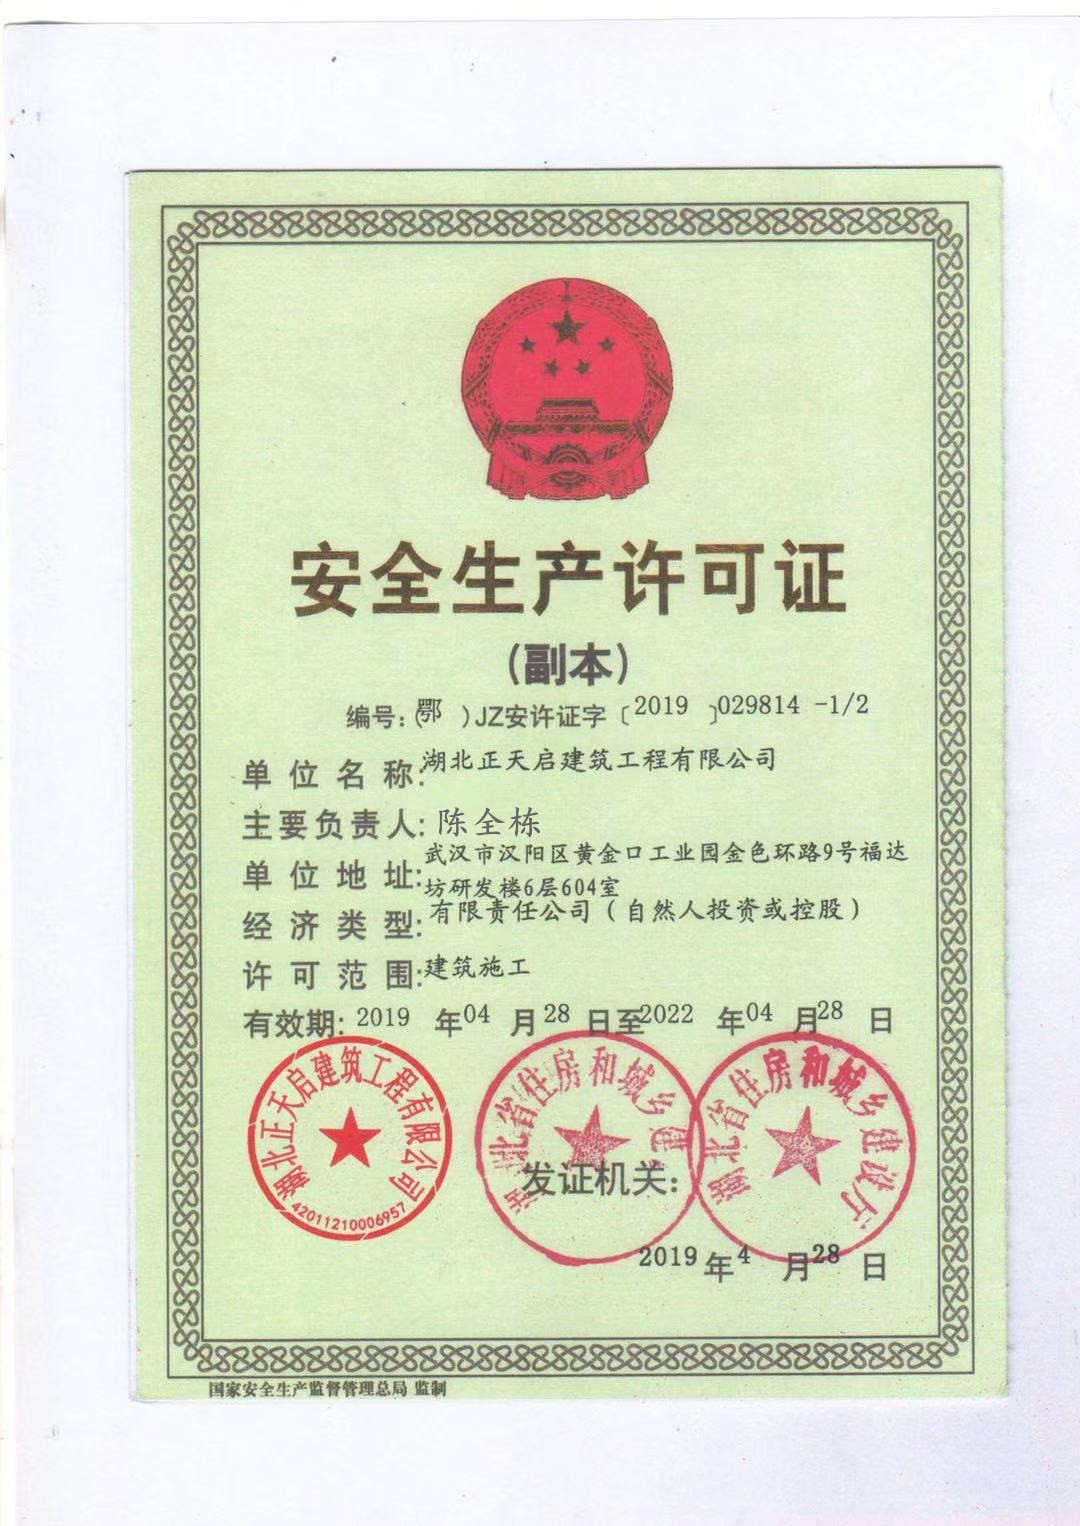 安全生产许可证
(副本)
编号:(鄂 )JZ安许证字〔2019 〕029814 -1/2
单位名称:湖北正天启建筑工程有限公司
主要负责人:陈全栋
单位地址:武汉市汉阳区黄金口工业园金色环路9号福达
坊研发楼6层604室
经济类型:有限责任公司（自然人投资或控股）
许可范围:建筑施工
有效期:2019 年04 月28 日至2022 年04 月28 日
湖北正天启建筑工程有限公司
42011210006957
湖北省住房和城乡建
湖北省住房和城乡建设厅
发证机关:
2019年4月28日
国家安全生产监督管理总局 监制